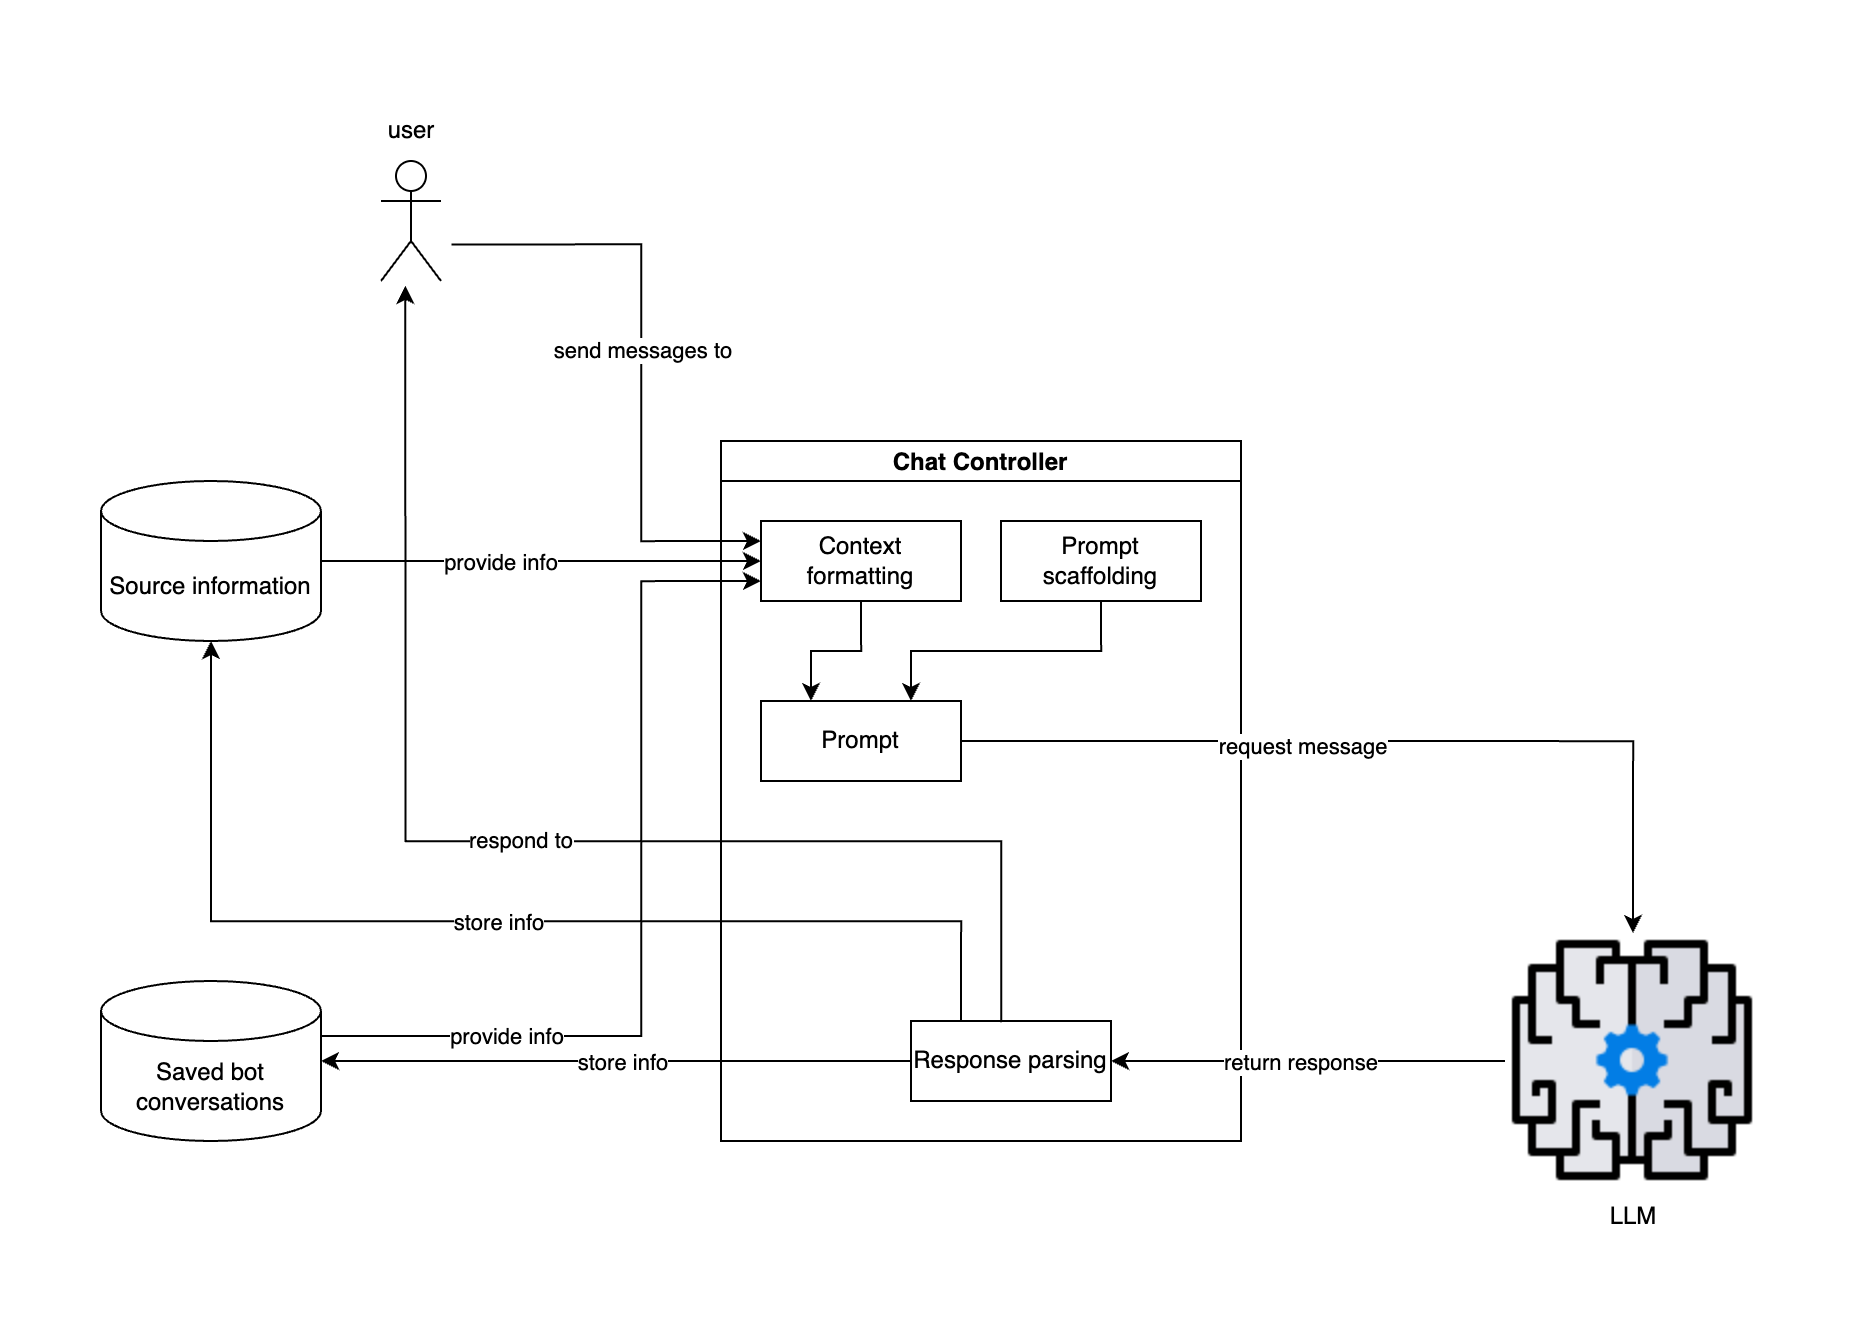 user
send messages to
Chat Controller
Context
formatting
Prompt
scaffolding
provide info
Source information
Prompt
request message
respond to
store info
provide info
Saved bot
conversations
store info
Response parsing
return response
LLM